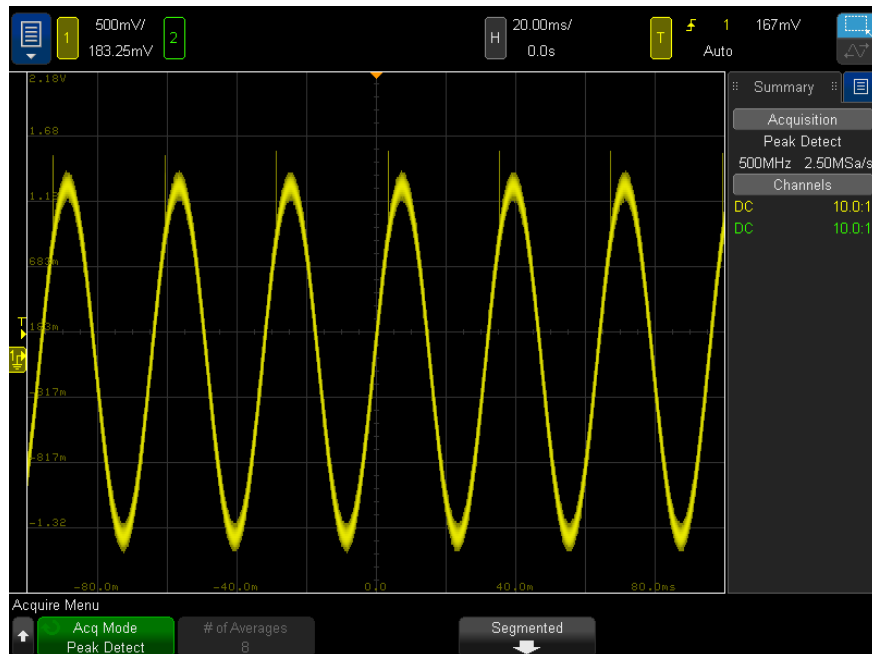 500mV/ 20.00ms/ 1 167mV
1 2 H T
183.25mV 0.0s Auto
2.18V
Summary
1.68
Acquisition
Peak Detect
500MHz 2.50MSa/s
Channels
1.18
DC 10.0:1
DC 10.0:1
683m
T
183m
1
-317m
-817m
-1.32
-80.0m -40.0m 0.0 40.0m 80.0ms
Acquire Menu
Acq Mode # of Averages Segmented
Peak Detect 8